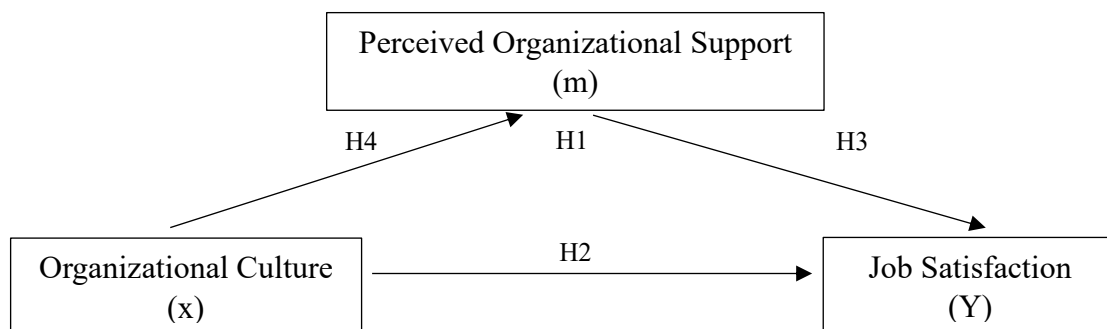 Perceived Organizational Support
(m)
H4
H1
H3
H2
Organizational Culture
(x)
Job Satisfaction
(Y)